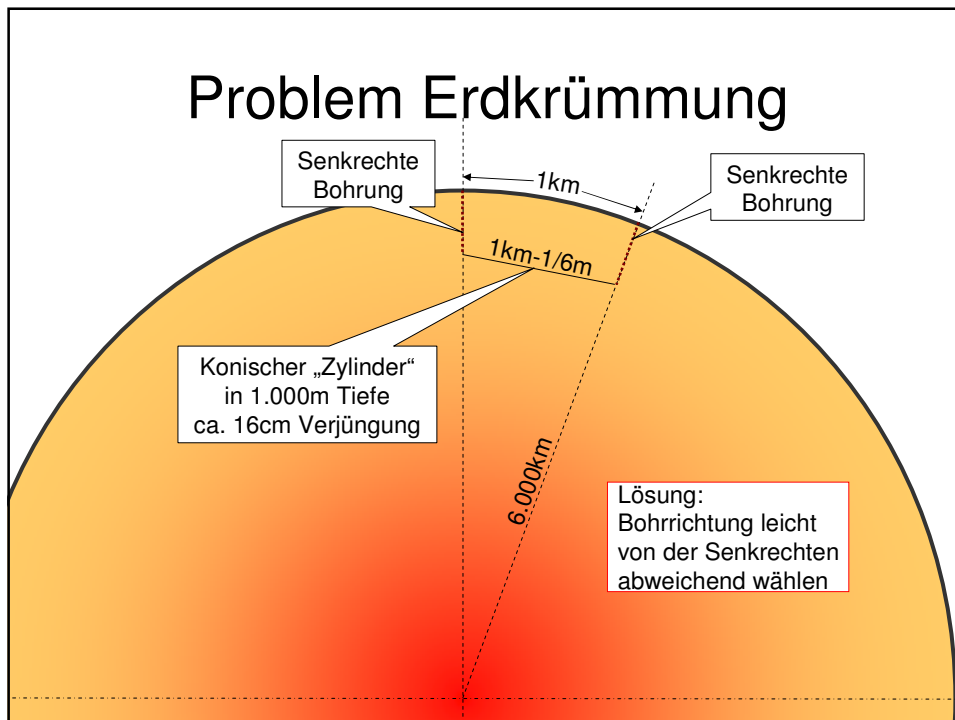 Problem Erdkrümmung
Senkrechte
Bohrung
1km
Senkrechte
Bohrung
1km-1/6m
Konischer „Zylinder“
in 1.000m Tiefe
ca. 16cm Verjüngung
6.000km
Lösung:
Bohrrichtung leicht
von der Senkrechten
abweichend wählen